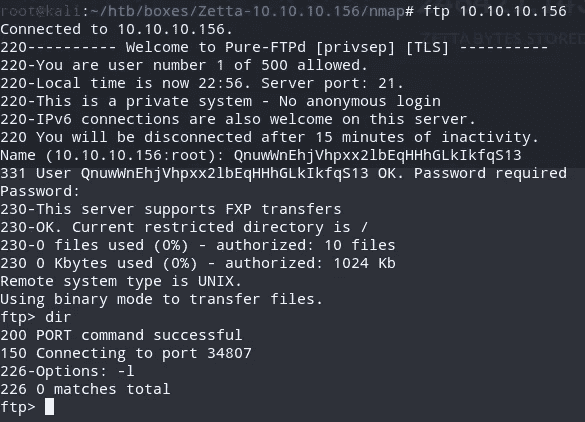 root@kali:~/htb/boxes/Zetta-10.10.10.156/nmap# ftp 10.10.10.156
Connected to 10.10.10.156.
220---------- Welcome to Pure-FTPd [privsep] [TLS] ----------
220-You are user number 1 of 500 allowed.
220-Local time is now 22:56. Server port: 21.
220-This is a private system - No anonymous login
220-IPv6 connections are also welcome on this server.
220 You will be disconnected after 15 minutes of inactivity.
Name (10.10.10.156:root): QnuwWnEhjVhpxx2lbEqHHhGLkIkfqS13
331 User QnuwWnEhjVhpxx2lbEqHHhGLkIkfqS13 OK. Password required
Password:
230-This server supports FXP transfers
230-OK. Current restricted directory is /
230-0 files used (0%) - authorized: 10 files
230 0 Kbytes used (0%) - authorized: 1024 Kb
Remote system type is UNIX.
Using binary mode to transfer files.
ftp> dir
200 PORT command successful
150 Connecting to port 34807
226-Options: -l
226 0 matches total
ftp>